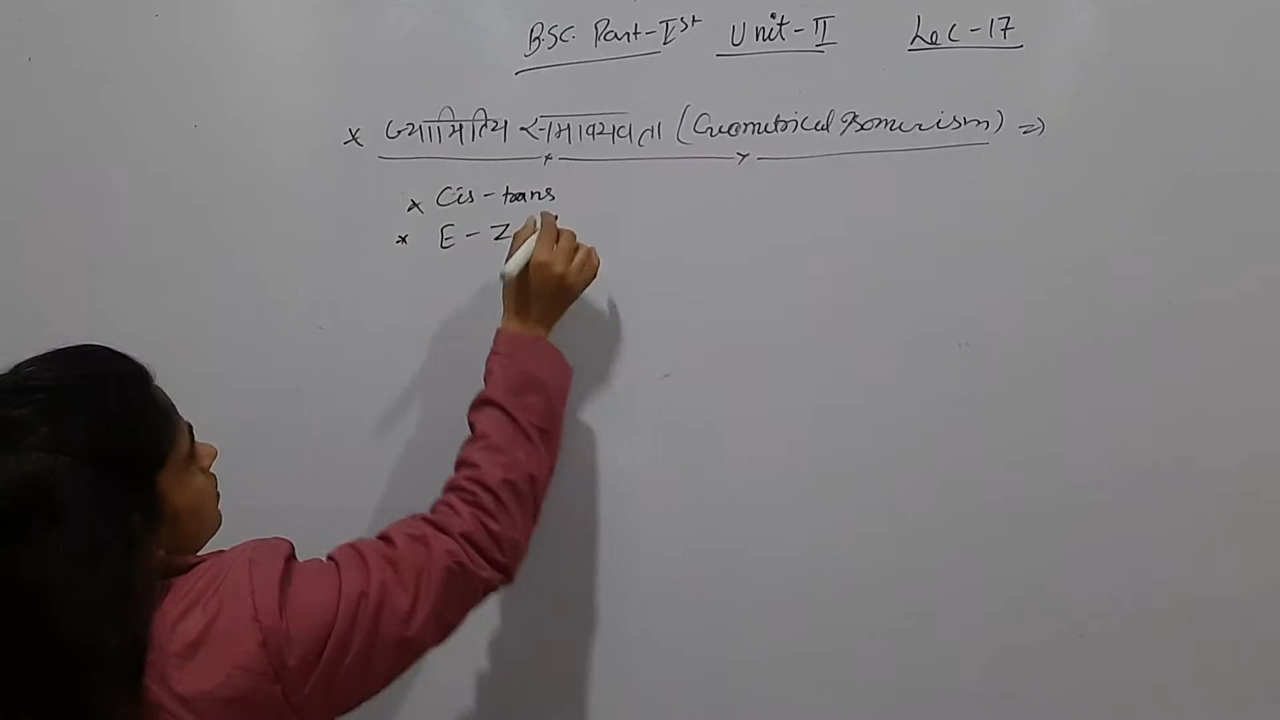 B.SC. Part-Ist Unit-II Lec-17
* ज्यामितिय समावयवता (Geometrical Isomerism) ⇒
* Cis-trans
* E-Z